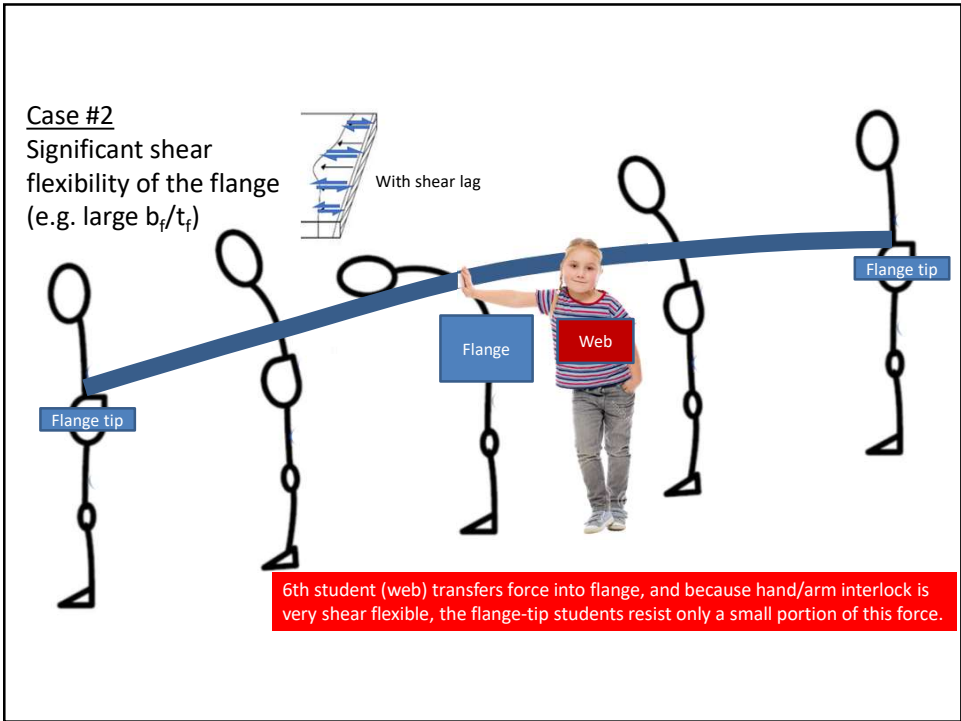 Case #2
Significant shear
flexibility of the flange
(e.g. large bf/tf)
With shear lag
Flange tip
Flange
Web
Flange tip
6th student (web) transfers force into flange, and because hand/arm interlock is
very shear flexible, the flange-tip students resist only a small portion of this force.